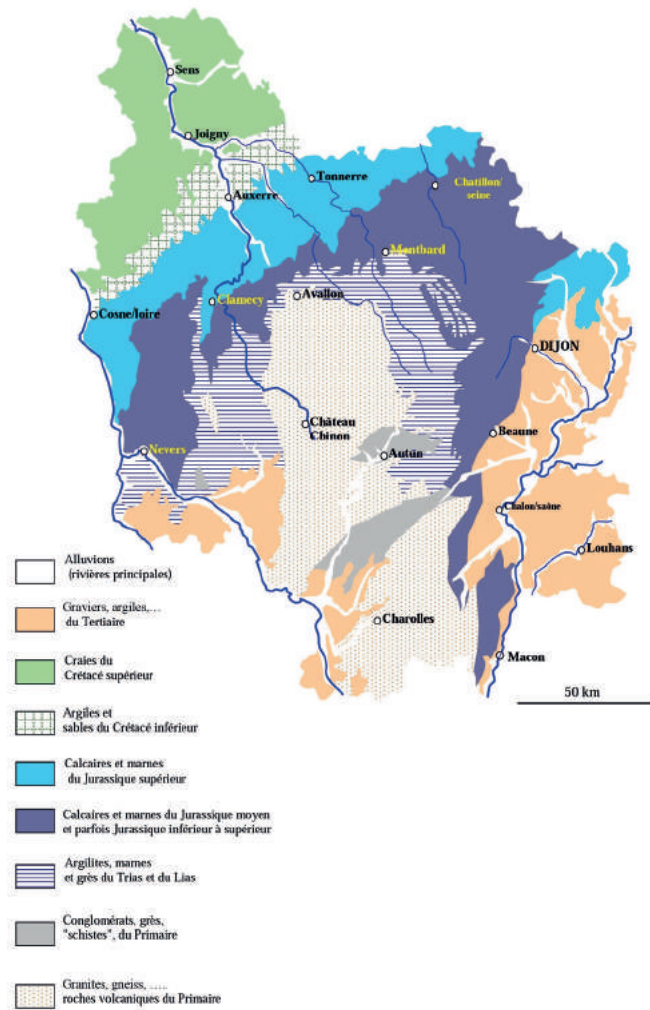 Sens
Joigny
Tonnerre
Chatillon/
seine
Auxerre
Montbard
Avallon
Clamecy
Cosne/loire
DIJON
Château
Chinon
Beaune
Nevers
Autun
Chalon/saône
Louhans
Charolles
Macon
50 km
Alluvions
(rivières principales)
Graviers, argiles,...
du Tertiaire
Craies du
Crétacé supérieur
Argiles et
sables du Crétacé inférieur
Calcaires et marnes
du Jurassique supérieur
Calcaires et marnes du Jurassique moyen
et parfois Jurassique inférieur à supérieur
Argilites, marnes
et grès du Trias et du Lias
Conglomérats, grès,
"schistes", du Primaire
Granites, gneiss, .....
roches volcaniques du Primaire